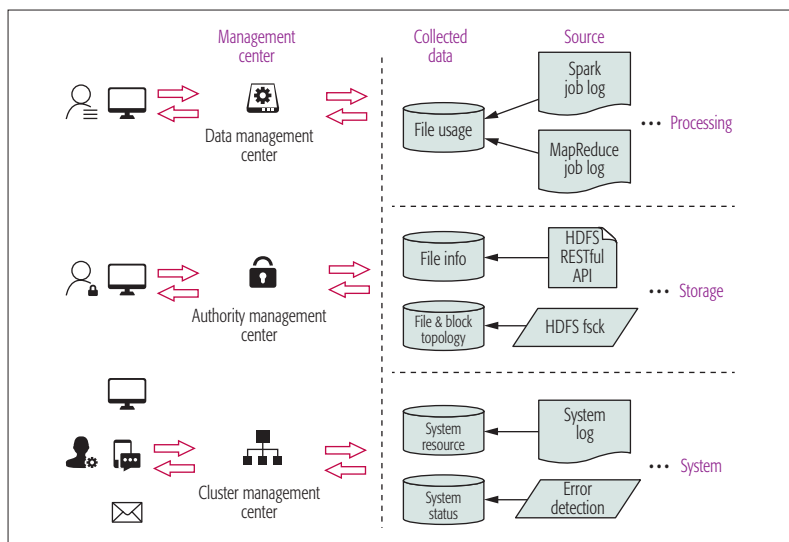 Management
center
Collected
data
Source
Spark
job log
File usage
MapReduce
job log
••• Processing
Data management
center
File info
HDFS
RESTful
API
File & block
topology
HDFS fsck
••• Storage
Authority management
center
System
resource
System
log
System
status
Error
detection
••• System
Cluster management
center